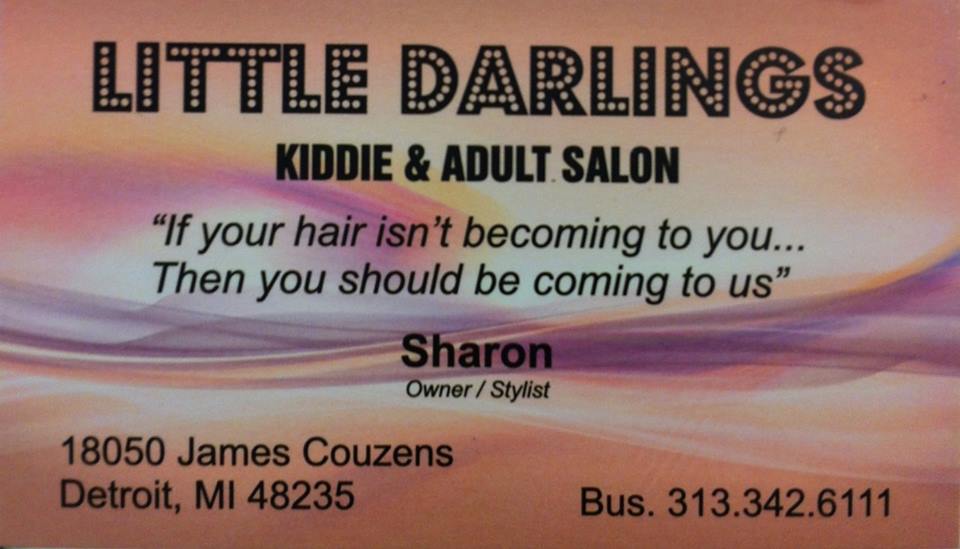 LITTLE DARLINGS
KIDDIE & ADULT SALON
“If your hair isn’t becoming to you...
Then you should be coming to us”
Sharon
Owner / Stylist
18050 James Couzens
Detroit, MI 48235
Bus. 313.342.6111